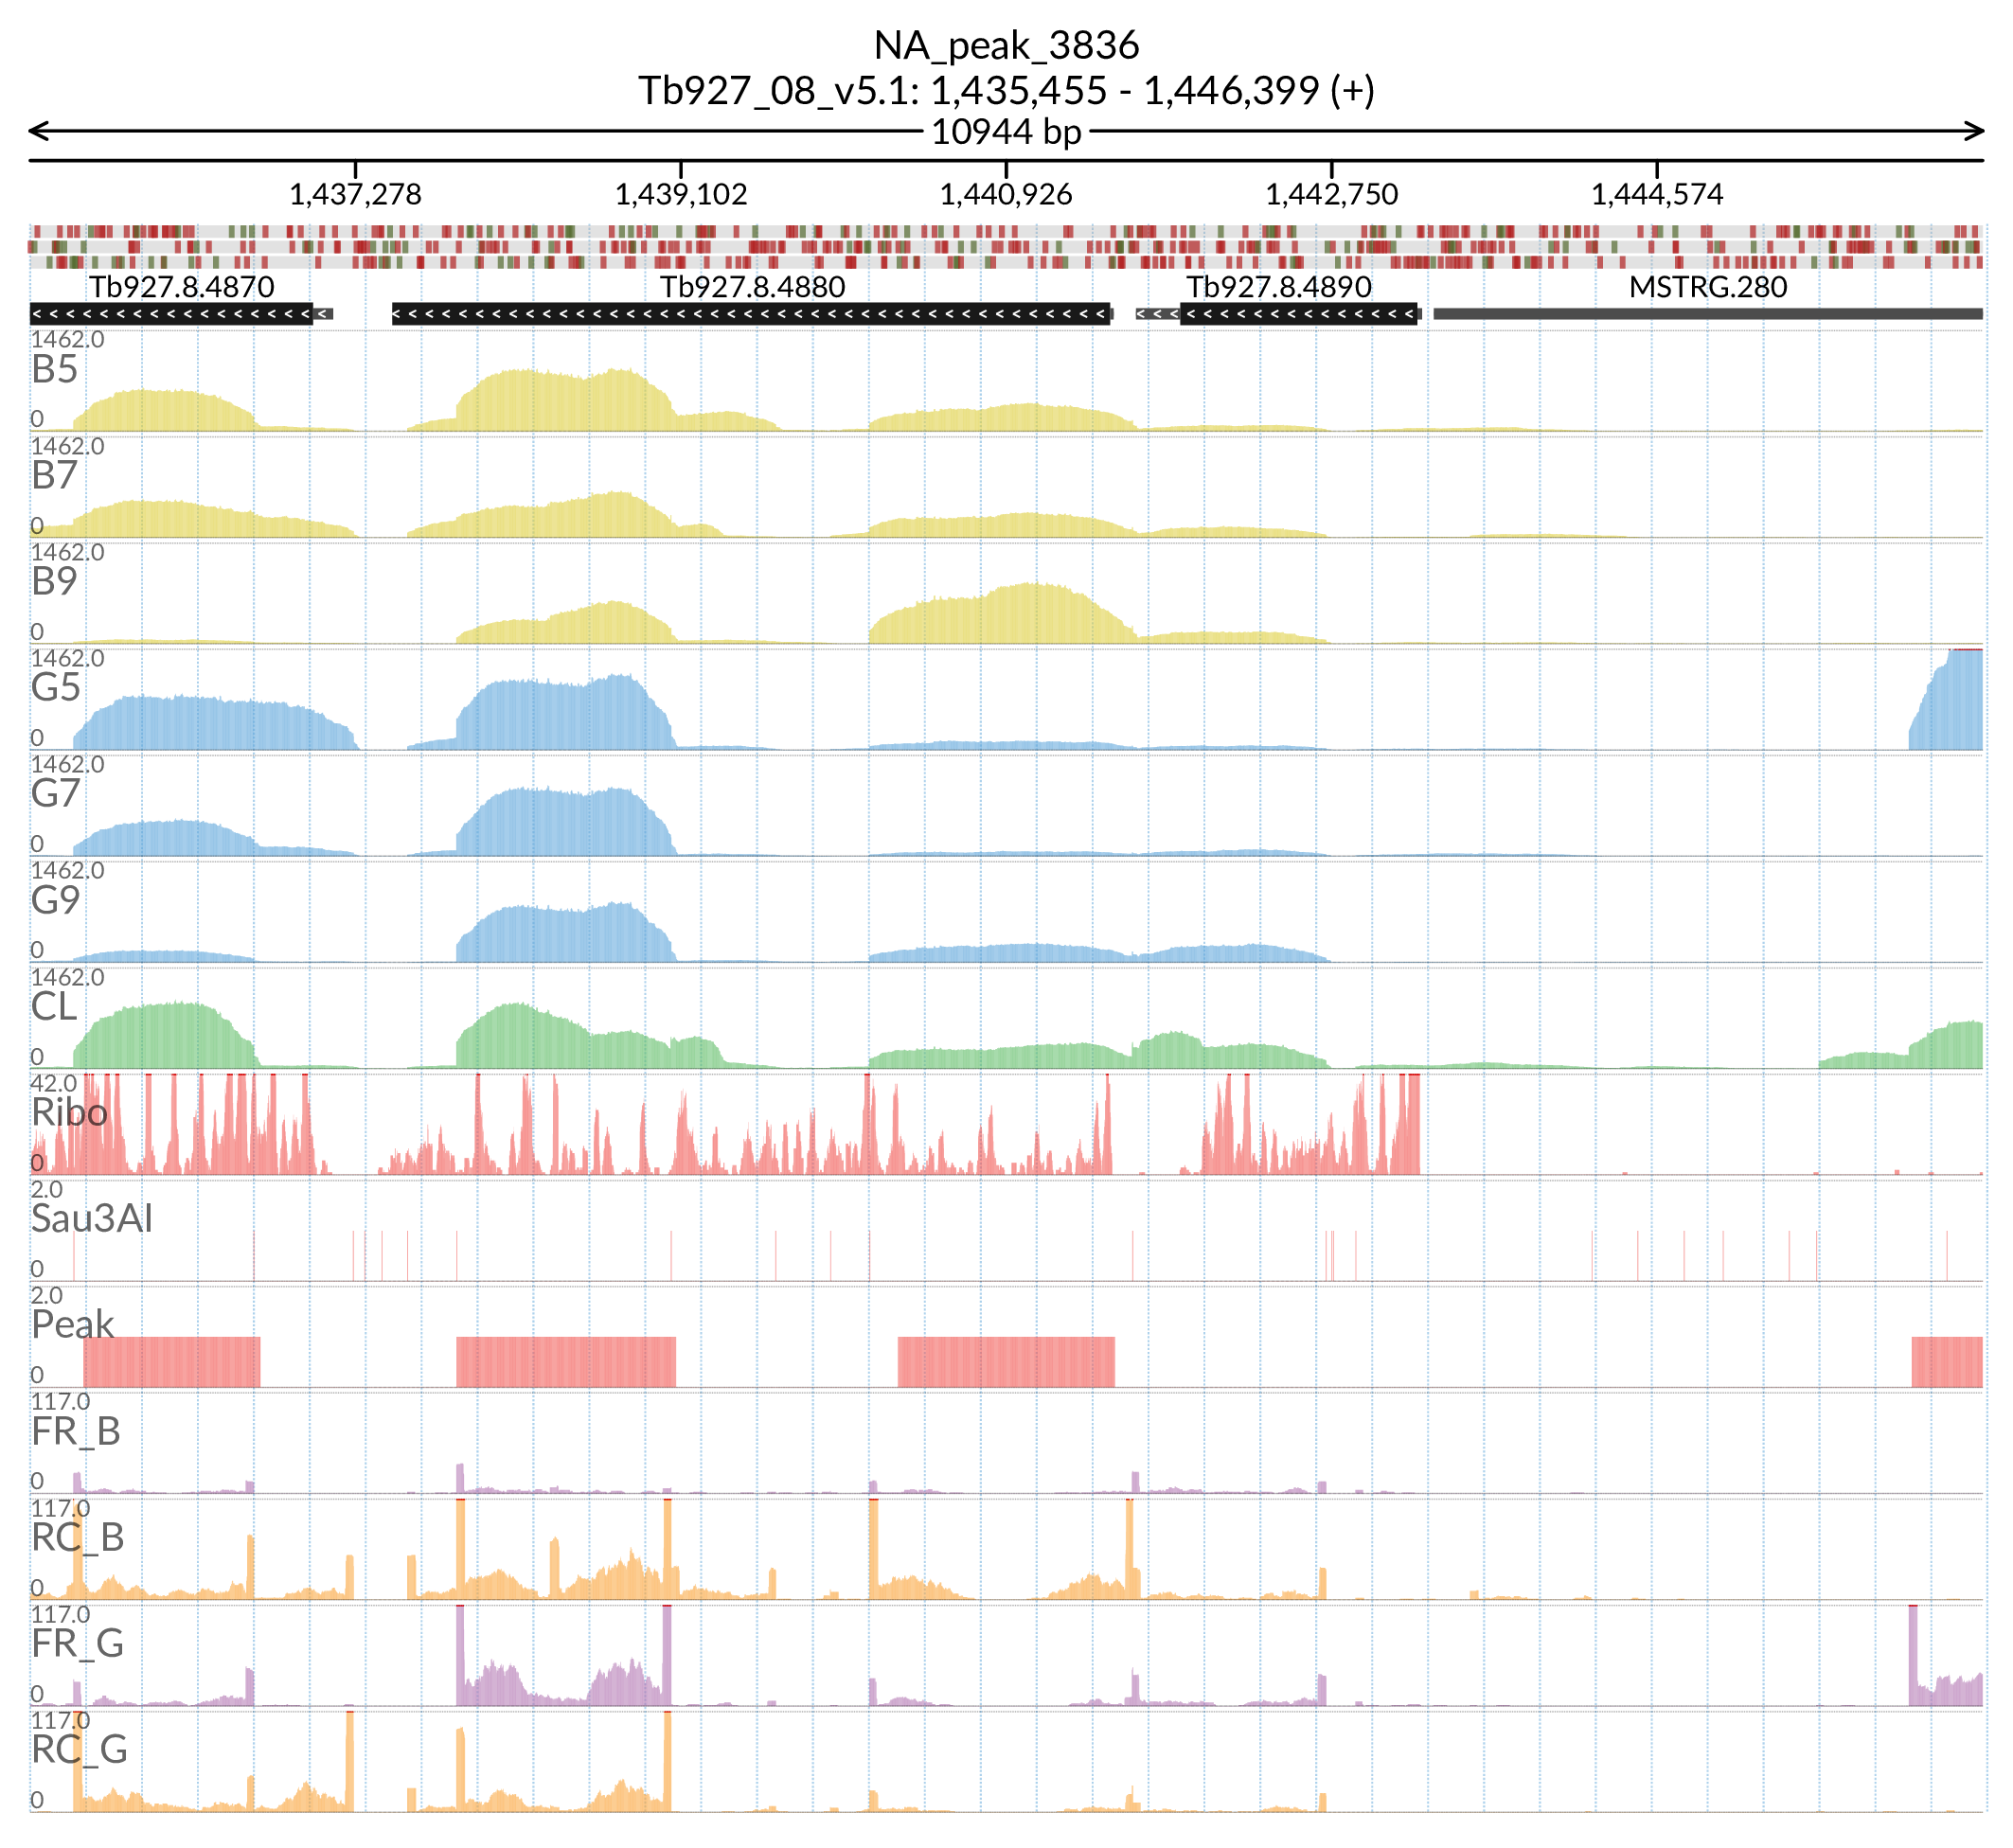 NA_peak_3836
Tb927_08_v5.1: 1,435,455 - 1,446,399 (+)
10944 bp
1,437,278 1,439,102 1,440,926 1,442,750 1,444,574
Tb927.8.4870 Tb927.8.4880 Tb927.8.4890 MSTRG.280
1462.0
B5
0
1462.0
B7
0
1462.0
B9
0
1462.0
G5
0
1462.0
G7
0
1462.0
G9
0
1462.0
CL
0
42.0
Ribo
0
2.0
Sau3AI
0
2.0
Peak
0
117.0
FR_B
0
117.0
RC_B
0
117.0
FR_G
0
117.0
RC_G
0